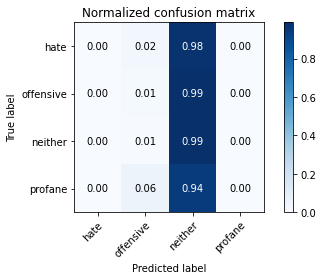 Normalized confusion matrix
True label
hate 0.00 0.02 0.98 0.00
offensive 0.00 0.01 0.99 0.00
neither 0.00 0.01 0.99 0.00
profane 0.00 0.06 0.94 0.00
hate offensive neither profane
Predicted label
0.8
0.6
0.4
0.2
0.0